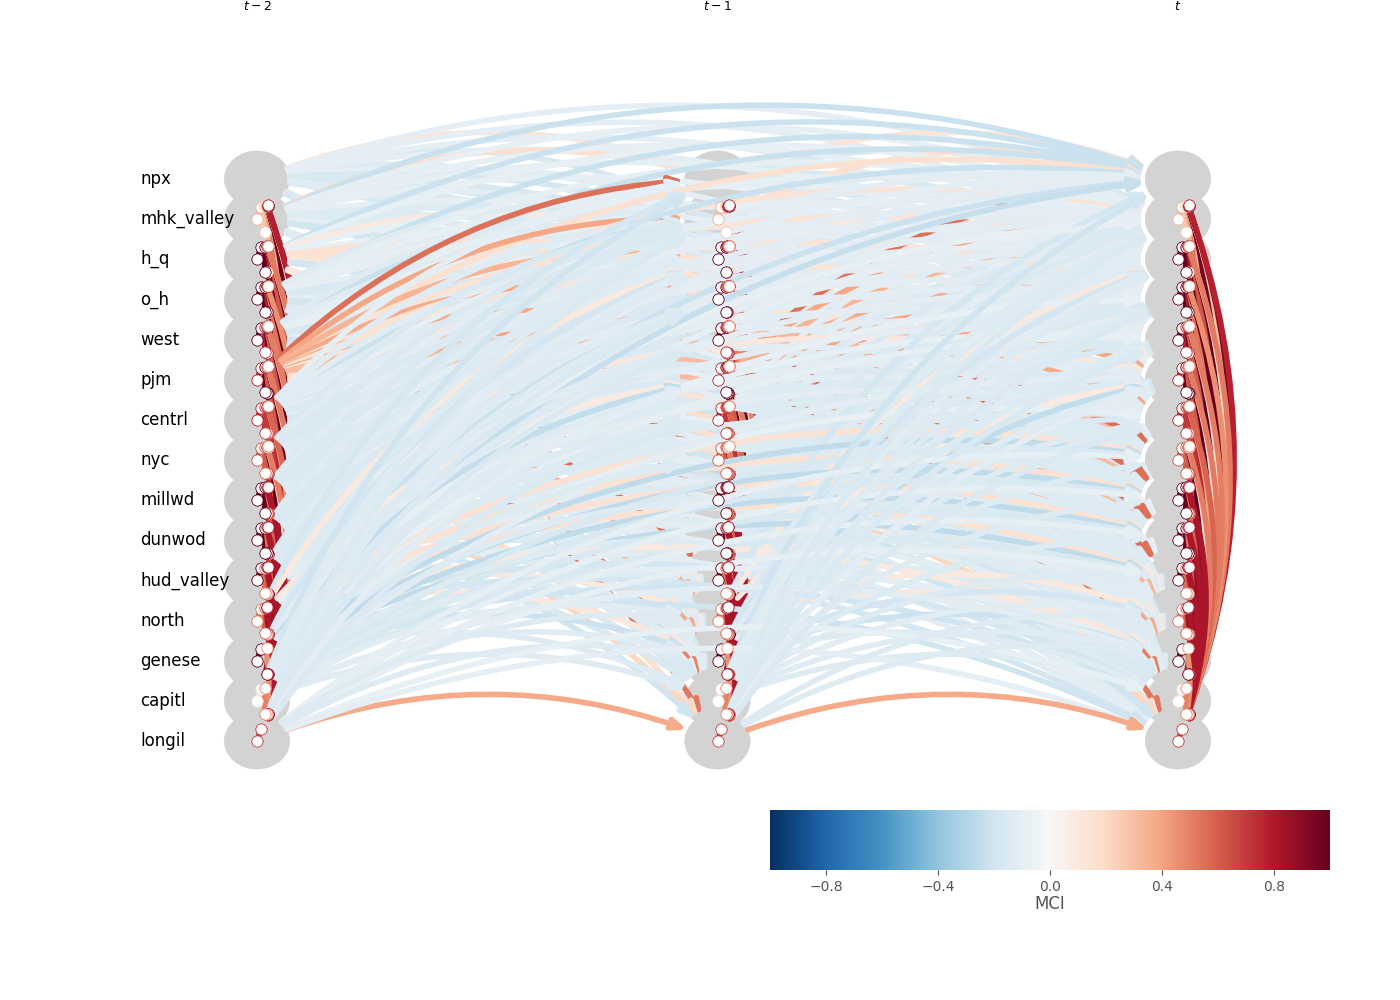 t − 2 t − 1 t
npx
mhk_valley
h_q
o_h
west
pjm
centrl
nyc
millwd
dunwod
hud_valley
north
genese
capitl
longil
−0.8 −0.4 0.0 0.4 0.8
MCI